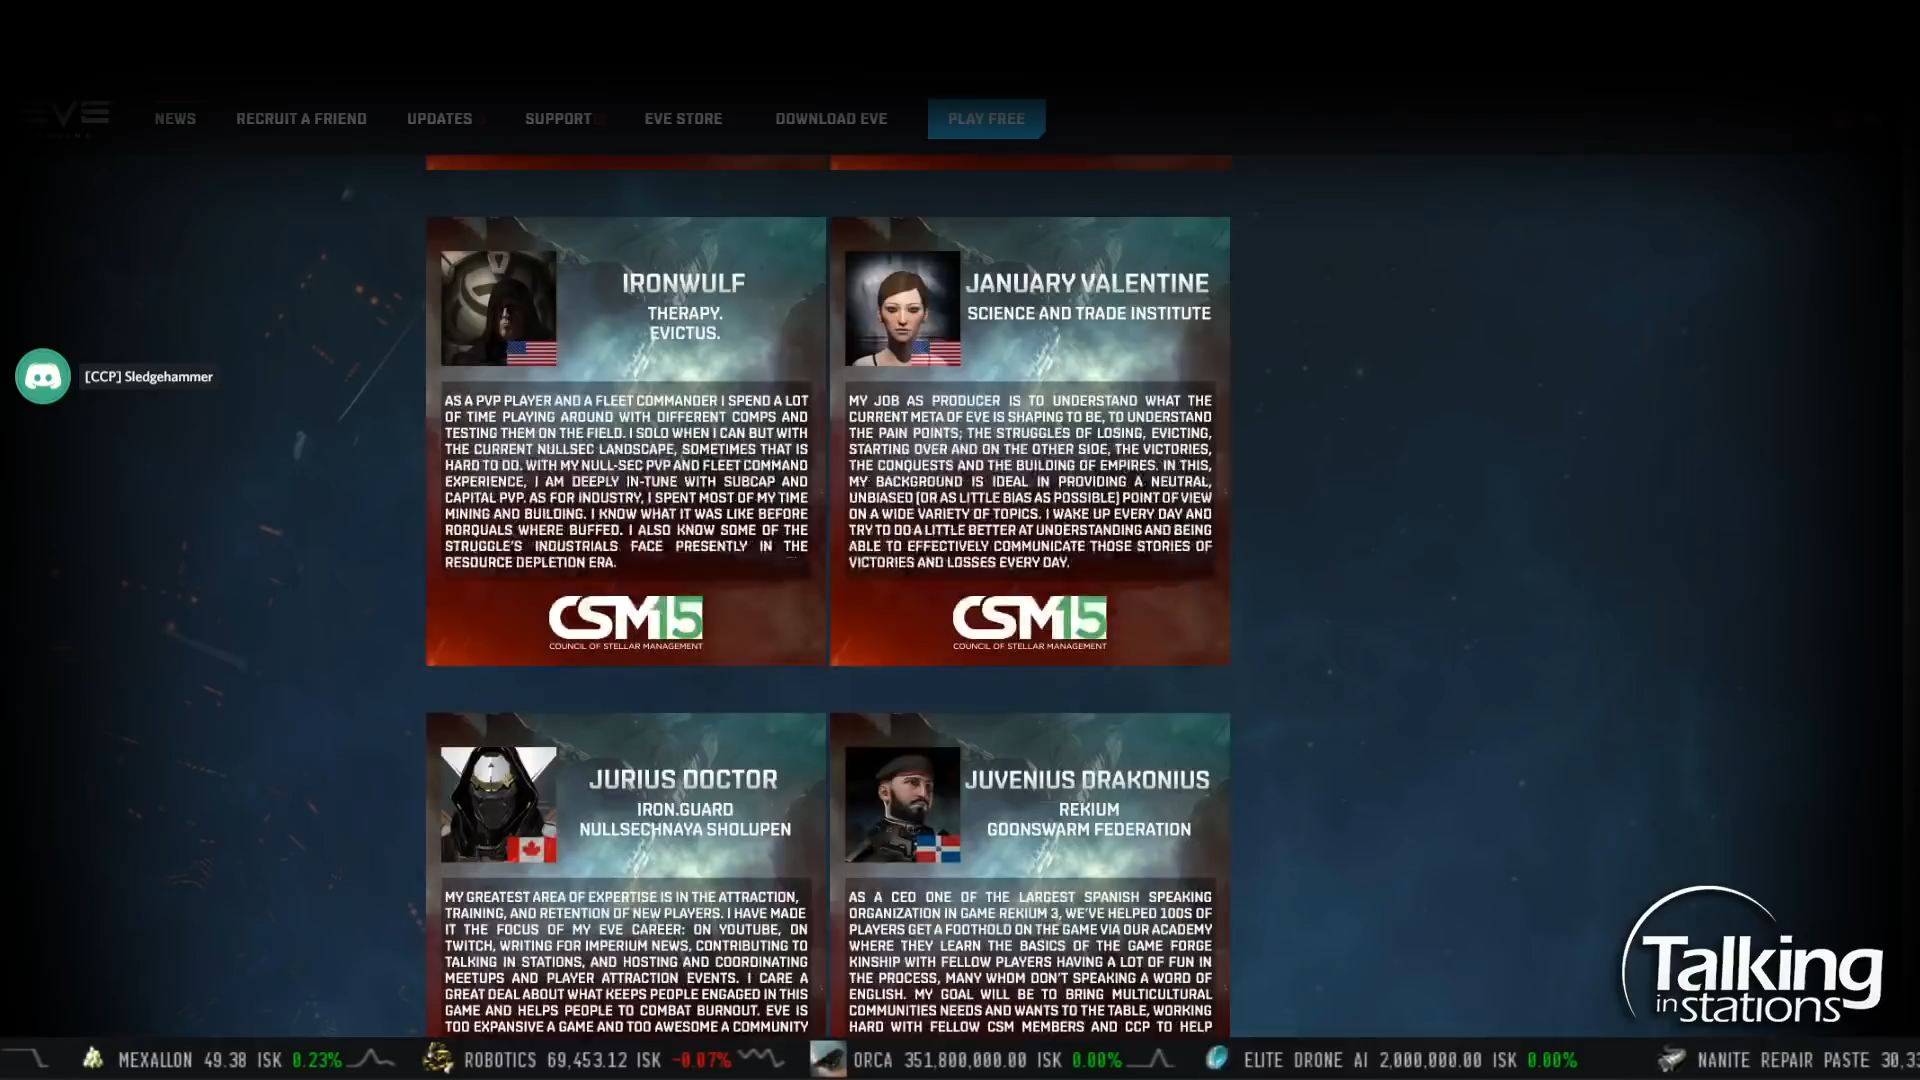 EVE
NEWS
RECRUIT A FRIEND
UPDATES
SUPPORT
EVE STORE
DOWNLOAD EVE
PLAY FREE
[CCP] Sledgehammer
IRONWULF
THERAPY.
EVICTUS.
AS A PVP PLAYER AND A FLEET COMMANDER I SPEND A LOT
OF TIME PLAYING AROUND WITH DIFFERENT COMPS AND
TESTING THEM ON THE FIELD. I SOLO WHEN I CAN BUT WITH
THE CURRENT NULLSEC LANDSCAPE, SOMETIMES THAT IS
HARD TO DO. WITH MY NULL-SEC PVP AND FLEET COMMAND
EXPERIENCE, I AM DEEPLY IN-TUNE WITH SUBCAP AND
CAPITAL PVP. AS FOR INDUSTRY, I SPENT MOST OF MY TIME
MINING AND BUILDING. I KNOW WHAT IT WAS LIKE BEFORE
RORQUALS WHERE BUFFED. I ALSO KNOW SOME OF THE
STRUGGLE'S INDUSTRIALS FACE PRESENTLY IN THE
RESOURCE DEPLETION ERA.
CSM15
COUNCIL OF STELLAR MANAGEMENT
JANUARY VALENTINE
SCIENCE AND TRADE INSTITUTE
MY JOB AS PRODUCER IS TO UNDERSTAND WHAT THE
CURRENT META OF EVE IS SHAPING TO BE, TO UNDERSTAND
THE PAIN POINTS; THE STRUGGLES OF LOSING, EVICTING,
STARTING OVER AND ON THE OTHER SIDE, THE VICTORIES,
THE CONQUESTS AND THE BUILDING OF EMPIRES. IN THIS,
MY BACKGROUND IS IDEAL IN PROVIDING A NEUTRAL,
UNBIASED (OR AS LITTLE BIAS AS POSSIBLE) POINT OF VIEW
ON A WIDE VARIETY OF TOPICS. I WAKE UP EVERY DAY AND
TRY TO DO A LITTLE BETTER AT UNDERSTANDING AND BEING
ABLE TO EFFECTIVELY COMMUNICATE THOSE STORIES OF
VICTORIES AND LOSSES EVERY DAY.
CSM15
COUNCIL OF STELLAR MANAGEMENT
JURIUS DOCTOR
IRON.GUARD
NULLSECHNAYA SHOLUPEN
MY GREATEST AREA OF EXPERTISE IS IN THE ATTRACTION,
TRAINING, AND RETENTION OF NEW PLAYERS. I HAVE MADE
IT THE FOCUS OF MY EVE CAREER: ON YOUTUBE, ON
TWITCH, WRITING FOR IMPERIUM NEWS, CONTRIBUTING TO
TALKING IN STATIONS, AND HOSTING AND COORDINATING
MEETUPS AND PLAYER ATTRACTION EVENTS. I CARE A
GREAT DEAL ABOUT WHAT KEEPS PEOPLE ENGAGED IN THIS
GAME AND HELPS PEOPLE TO COMBAT BURNOUT. EVE IS
TOO EXPANSIVE A GAME AND TOO AWESOME A COMMUNITY
JUVENIUS DRAKONIUS
REKIUM
GOONSWARM FEDERATION
AS A CEO ONE OF THE LARGEST SPANISH SPEAKING
ORGANIZATION IN GAME REKIUM 3, WE'VE HELPED 100S OF
PLAYERS GET A FOOTHOLD ON THE GAME VIA OUR ACADEMY
WHERE THEY LEARN THE BASICS OF THE GAME FORGE
KINSHIP WITH FELLOW PLAYERS HAVING A LOT OF FUN IN
THE PROCESS, MANY WHOM DON'T SPEAKING A WORD OF
ENGLISH. MY GOAL WILL BE TO BRING MULTICULTURAL
COMMUNITIES NEEDS AND WANTS TO THE TABLE, WORKING
HARD WITH FELLOW CSM MEMBERS AND CCP TO HELP
Talking
in stations
MEXALLON 49.38 ISK 0.23%
ROBOTICS 69,453.12 ISK -0.07%
ORCA 351,800,000.00 ISK 0.00%
ELITE DRONE AI 2,000,000.00 ISK 0.00%
NANITE REPAIR PASTE 30,33